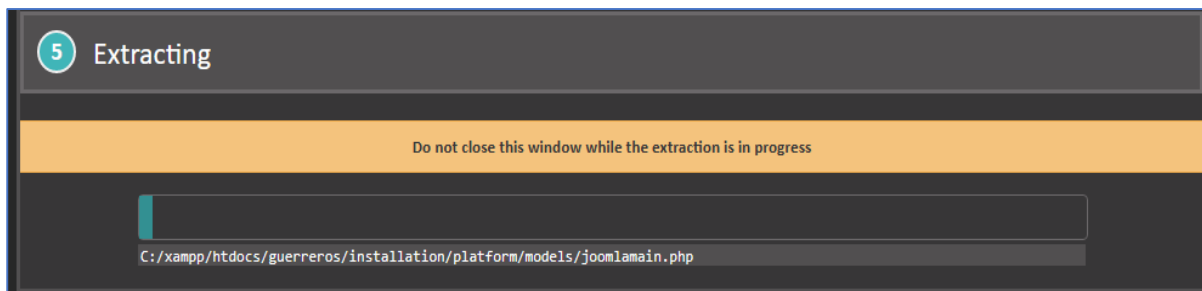 5 Extracting
Do not close this window while the extraction is in progress
C:/xampp/htdocs/guerreros/installation/platform/models/joomlamain.php